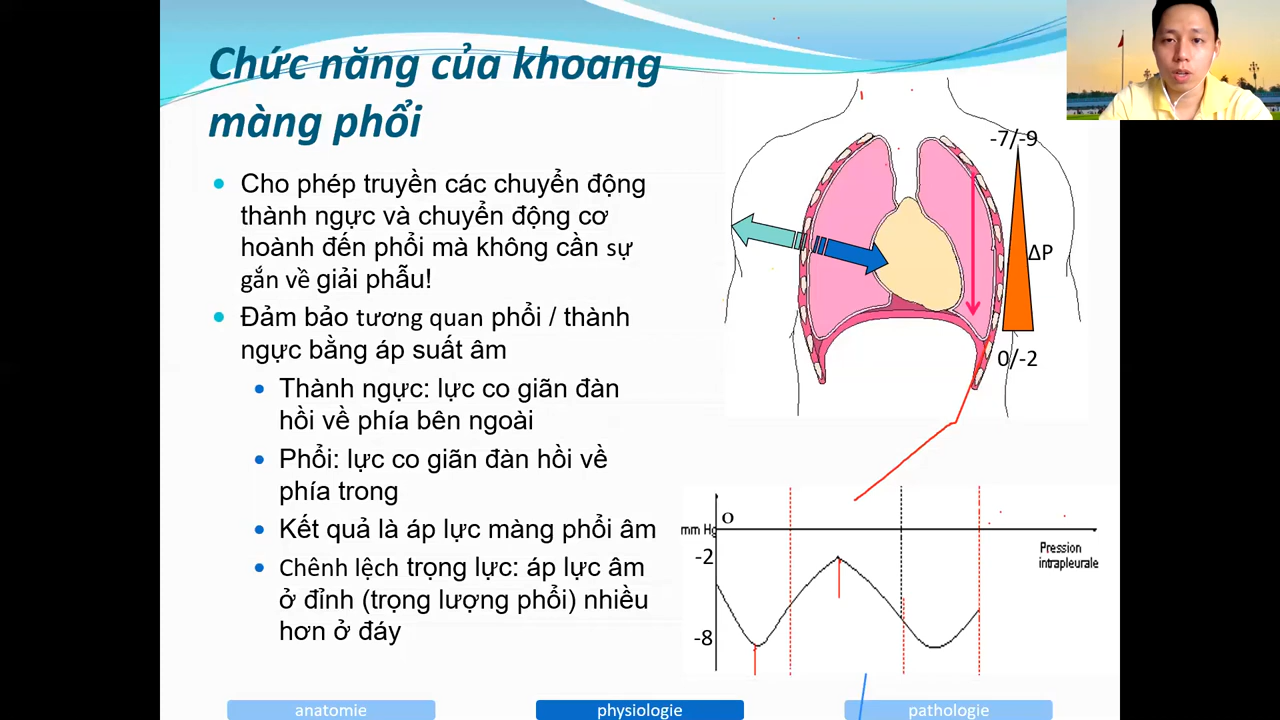 Chức năng của khoang
màng phổi
Cho phép truyền các chuyển động
thành ngực và chuyển động cơ
hoành đến phổi mà không cần sự
gắn về giải phẫu!
Đảm bảo tương quan phổi / thành
ngực bằng áp suất âm
Thành ngực: lực co giãn đàn
hồi về phía bên ngoài
Phổi: lực co giãn đàn hồi về
phía trong
Kết quả là áp lực màng phổi âm
Chênh lệch trọng lực: áp lực âm
ở đỉnh (trọng lượng phổi) nhiều
hơn ở đáy
-7/-9
ΔP
0/-2
O
mm Hg
-2
-8
Pression
intrapleurale
anatomie
physiologie
pathologie